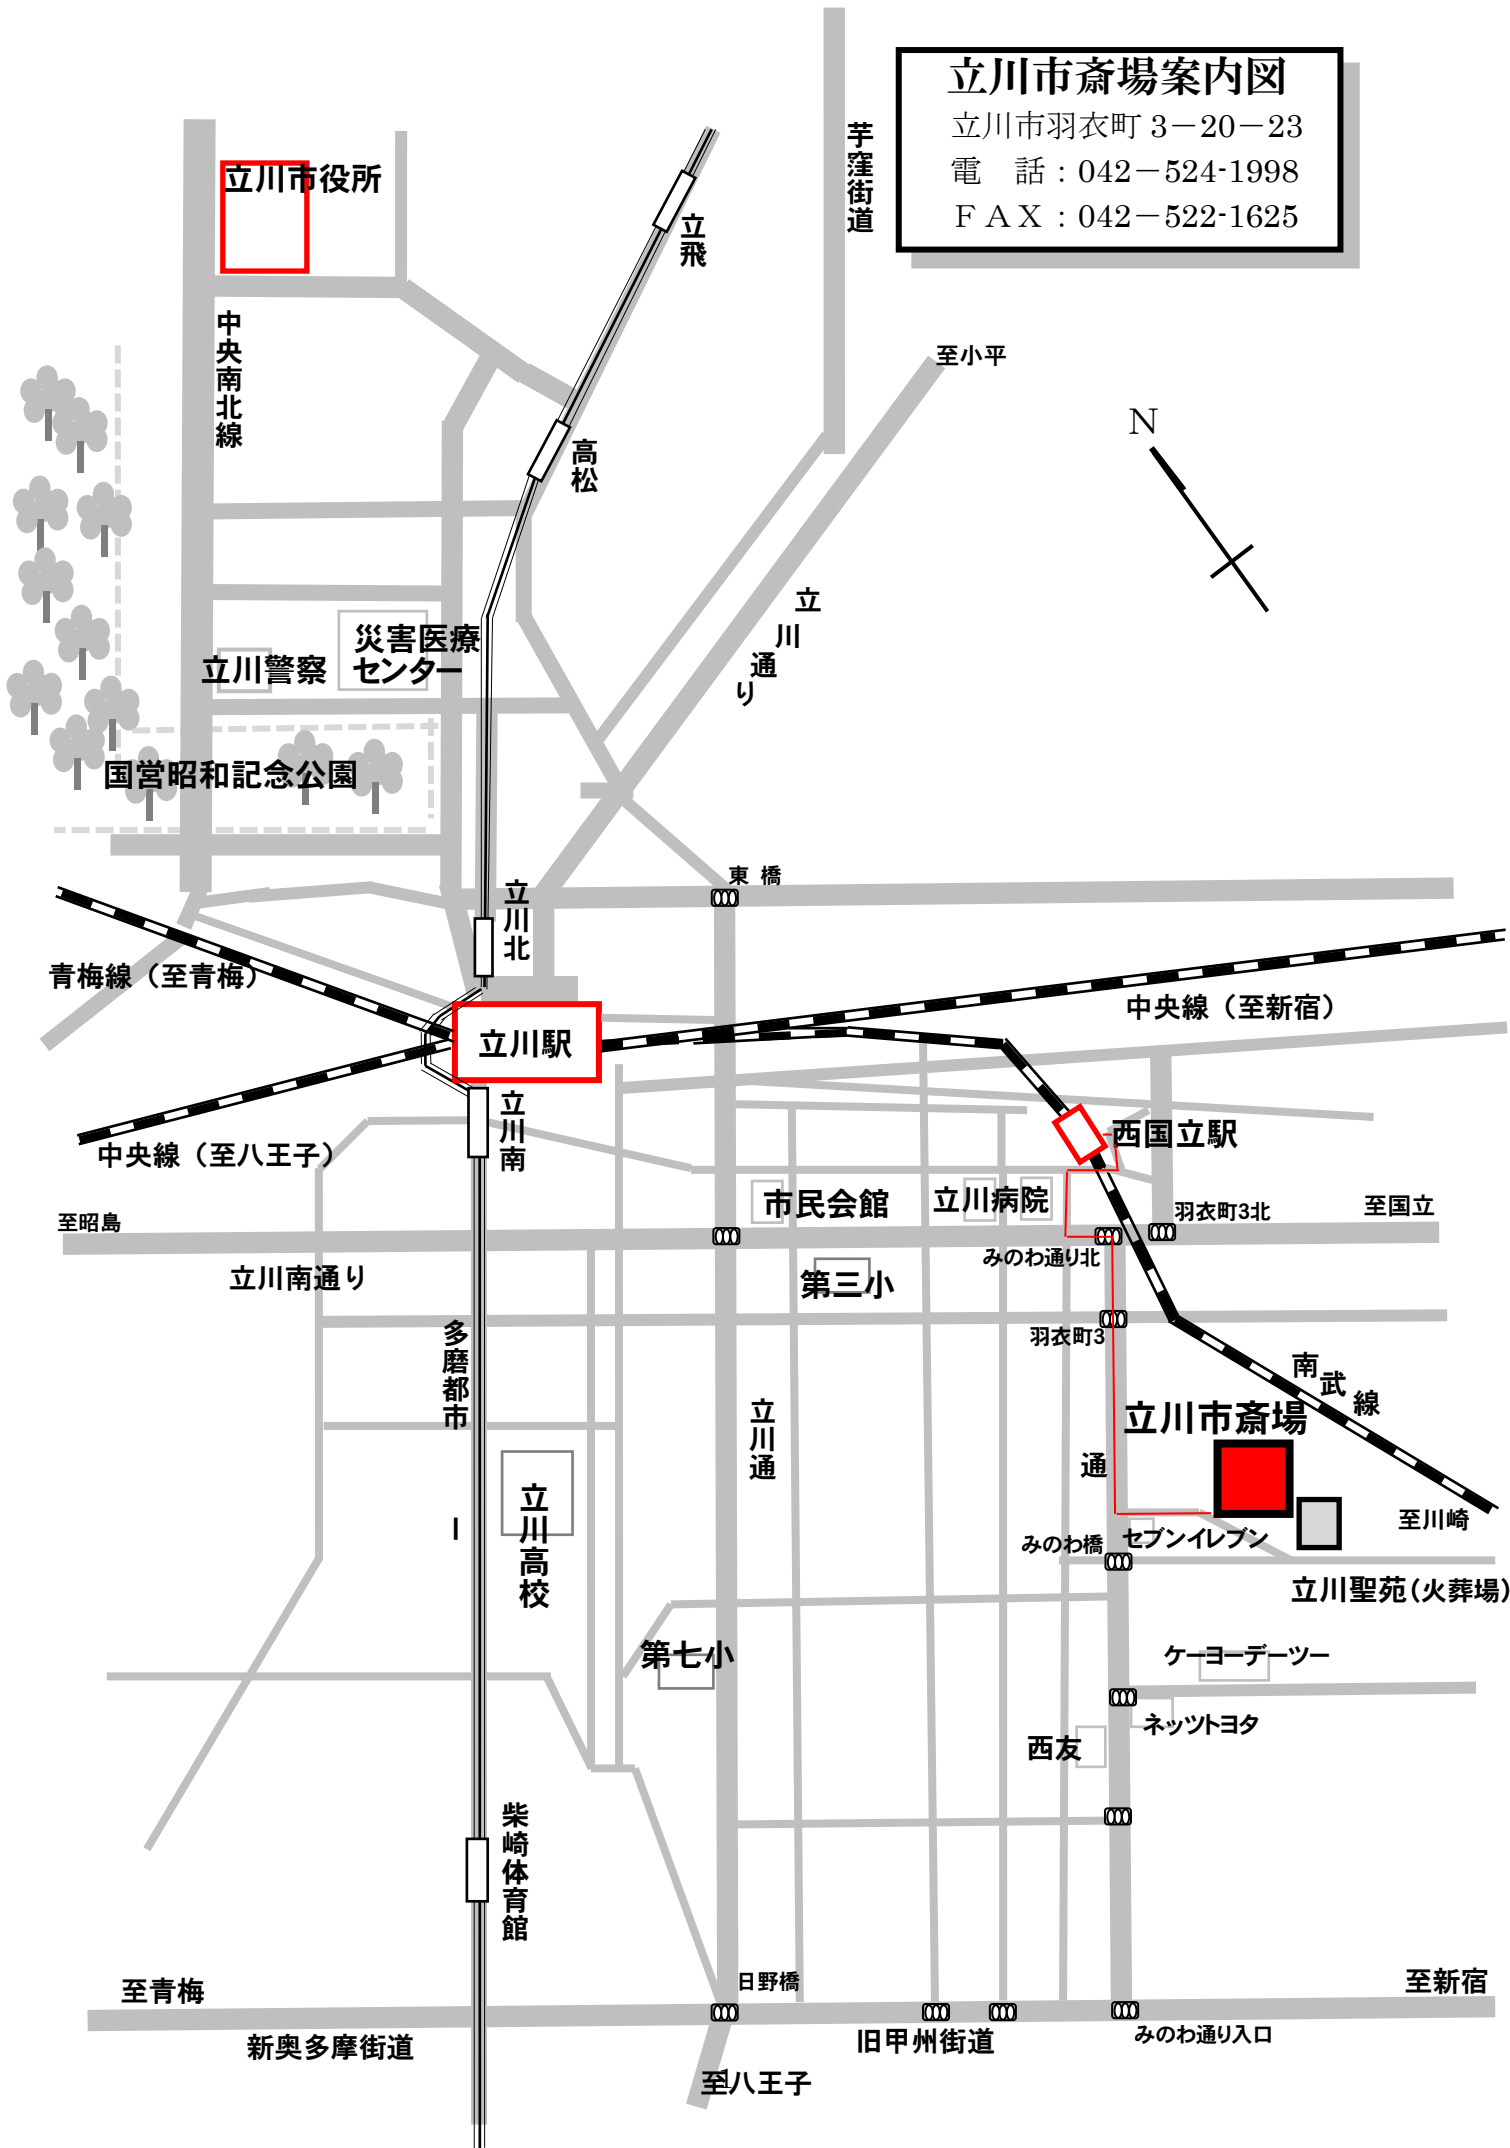 立川市斎場案内図
立川市羽衣町 3－20－23
電　話：042－524-1998
ＦＡＸ：042－522-1625
芋窪街道
立川市役所
立飛
中央南北線
至小平
N
高松
立川通り
災害医療
センター
立川警察
国営昭和記念公園
東 橋
立川北
青梅線（至青梅）
中央線（至新宿）
立川駅
立川南
西国立駅
中央線（至八王子）
市民会館
立川病院
羽衣町3北
至国立
至昭島
みのわ通り北
立川南通り
第三小
羽衣町3
多磨都市
ー
南武線
立川通
立川市斎場
通
立川高校
至川崎
みのわ橋
セブンイレブン
立川聖苑(火葬場)
第七小
ケーヨーデーツー
ネッツトヨタ
西友
柴崎体育館
日野橋
至青梅
至新宿
新奥多摩街道
旧甲州街道
みのわ通り入口
至八王子
1